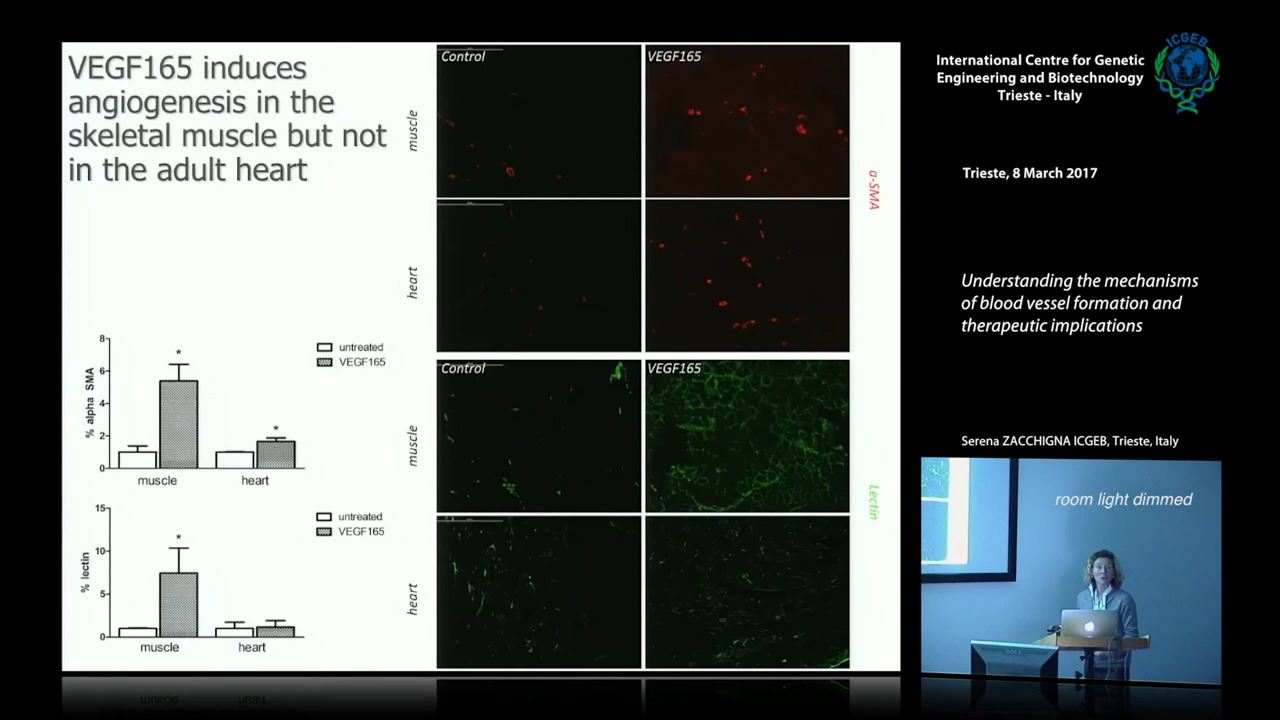 VEGF165 induces
angiogenesis in the
skeletal muscle but not
in the adult heart
Control
VEGF165
muscle
heart
α-SMA
8
6
4
2
0
% alpha SMA
*
*
untreated
VEGF165
muscle
heart
Control
VEGF165
muscle
heart
Lectin
15
10
5
0
% lectin
*
untreated
VEGF165
muscle
heart
International Centre for Genetic
Engineering and Biotechnology
Trieste - Italy
ICGEB
Trieste, 8 March 2017
Understanding the mechanisms
of blood vessel formation and
therapeutic implications
Serena ZACCHIGNA ICGEB, Trieste, Italy
room light dimmed